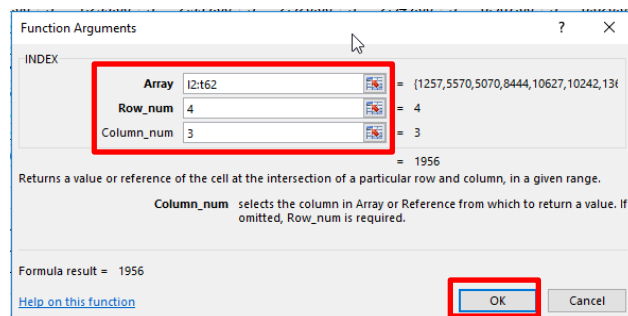 Function Arguments ? ×
INDEX
Array I2:t62 = {1257,5570,5070,8444,10627,10242,136
Row_num 4 = 4
Column_num 3 = 3
= 1956
Returns a value or reference of the cell at the intersection of a particular row and column, in a given range.
Column_num selects the column in Array or Reference from which to return a value. If
omitted, Row_num is required.
Formula result = 1956
Help on this function OK Cancel